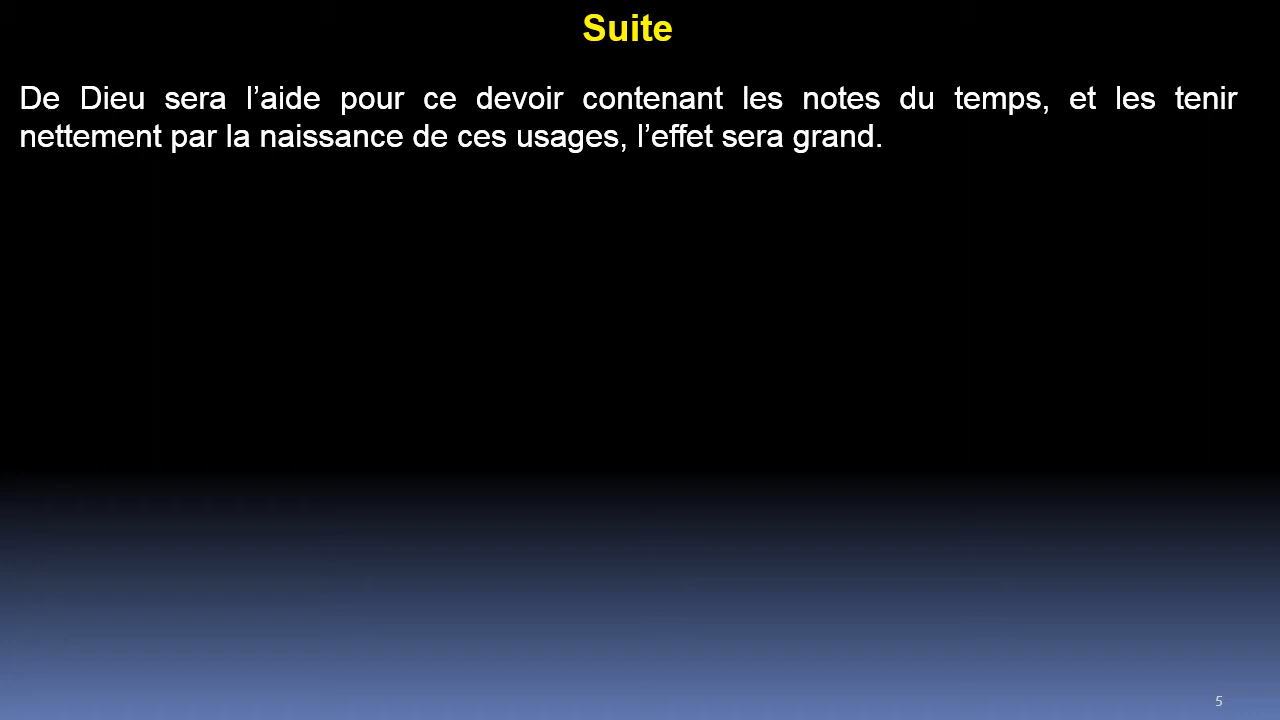 Suite
De Dieu sera l’aide pour ce devoir contenant les notes du temps, et les tenir
nettement par la naissance de ces usages, l’effet sera grand.
5